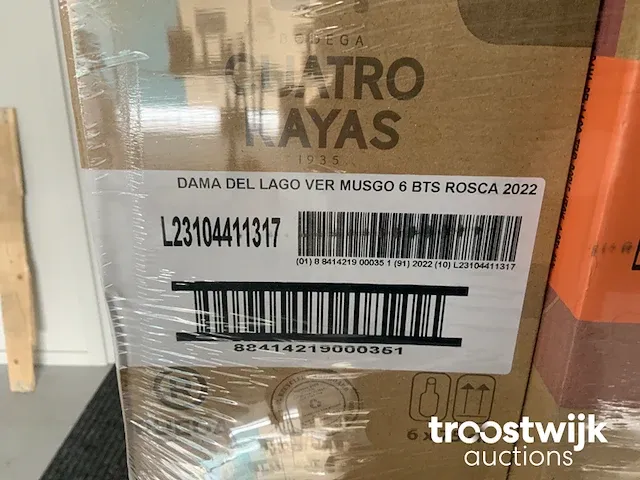 BODEGA
CUATRO
RAYAS
1935
DAMA DEL LAGO VER MUSGO 6 BTS ROSCA 2022
L23104411317
(01) 8 8414219 00035 1 (91) 2022 (10) L23104411317
88414219000351
troostwijk
auctions